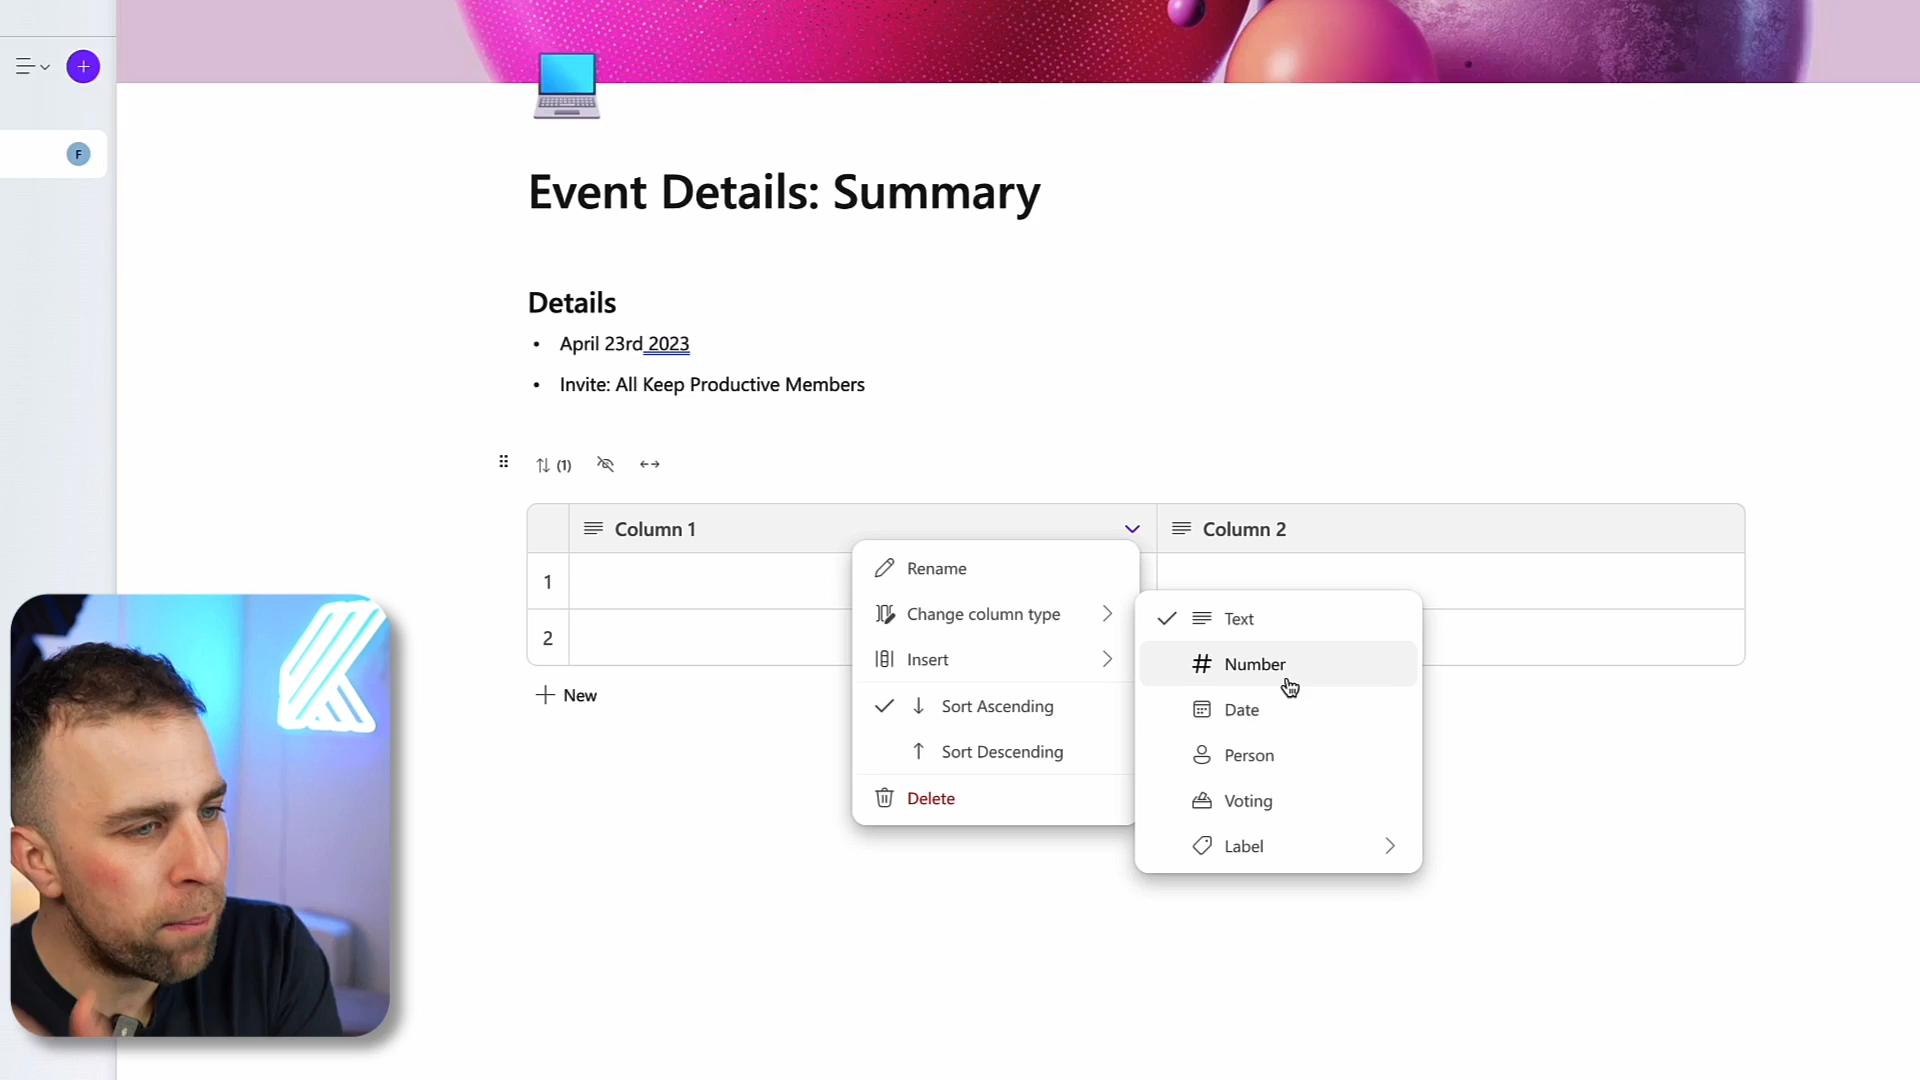 F
Event Details: Summary
Details
• April 23rd 2023
• Invite: All Keep Productive Members
(1)
Column 1
Column 2
1
2
New
Rename
Change column type
Insert
Sort Ascending
Sort Descending
Delete
Text
Number
Date
Person
Voting
Label